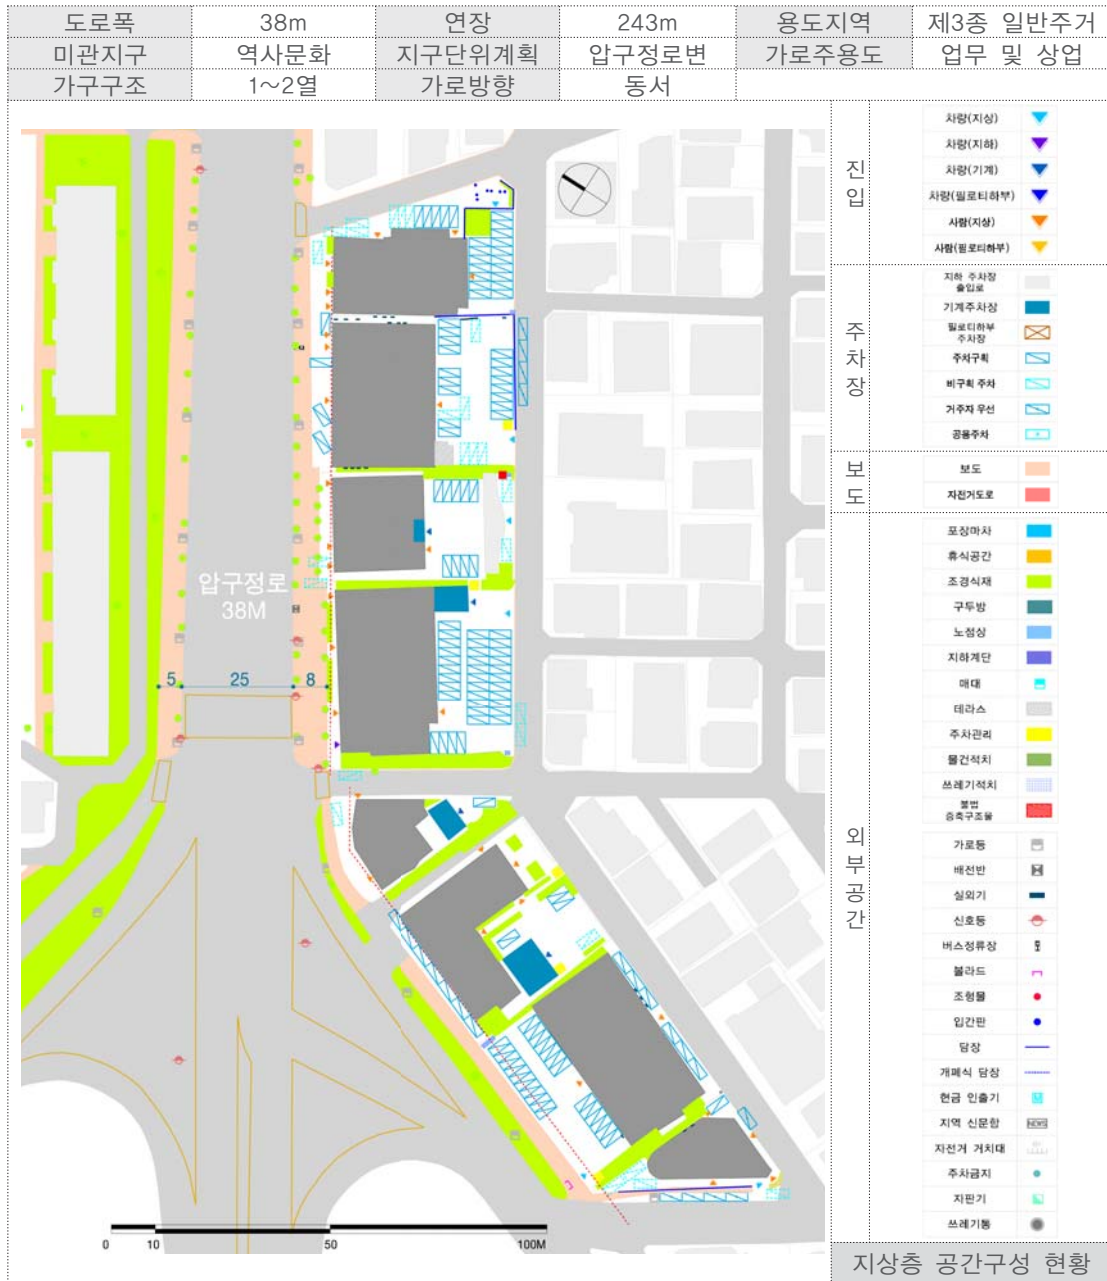 도로폭 38m 연장 243m 용도지역 제3종 일반주거
미관지구 역사문화 지구단위계획 압구정로변 가로주용도 업무 및 상업
가구구조 1~2열 가로방향 동서
압구정로
38M
5 25 8
0 10 50 100M
진입
차량(지상)
차량(지하)
차량(기계)
차량(필로티하부)
사람(지상)
사람(필로티하부)
주차장
지하 주차장
출입로
기계주차장
필로티하부
주차장
주차구획
비구획 주차
거주자 우선
공용주차
보도
보도
자전거도로
외부공간
포장마차
휴식공간
조경식재
구두방
노점상
지하계단
매대
테라스
주차관리
물건적치
쓰레기적치
불법
증축구조물
가로등
배전반
실외기
신호등
버스정류장
볼라드
조형물
입간판
담장
개폐식 담장
현금 인출기
지역 신문함
NEWS
자전거 거치대
주차금지
자판기
쓰레기통
지상층 공간구성 현황